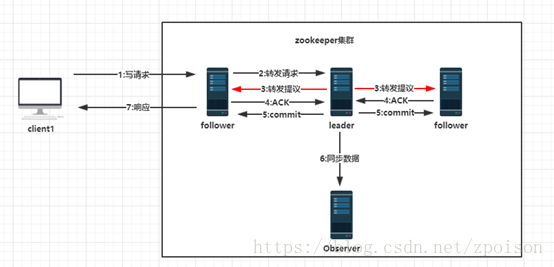 zookeeper集群
1:写请求
2:转发请求
3:转发提议
3:转发提议
4:ACK
4:ACK
7:响应
5:commit
5:commit
client1
follower
leader
follower
6:同步数据
Observer
https://blog.csdn.net/zpoison